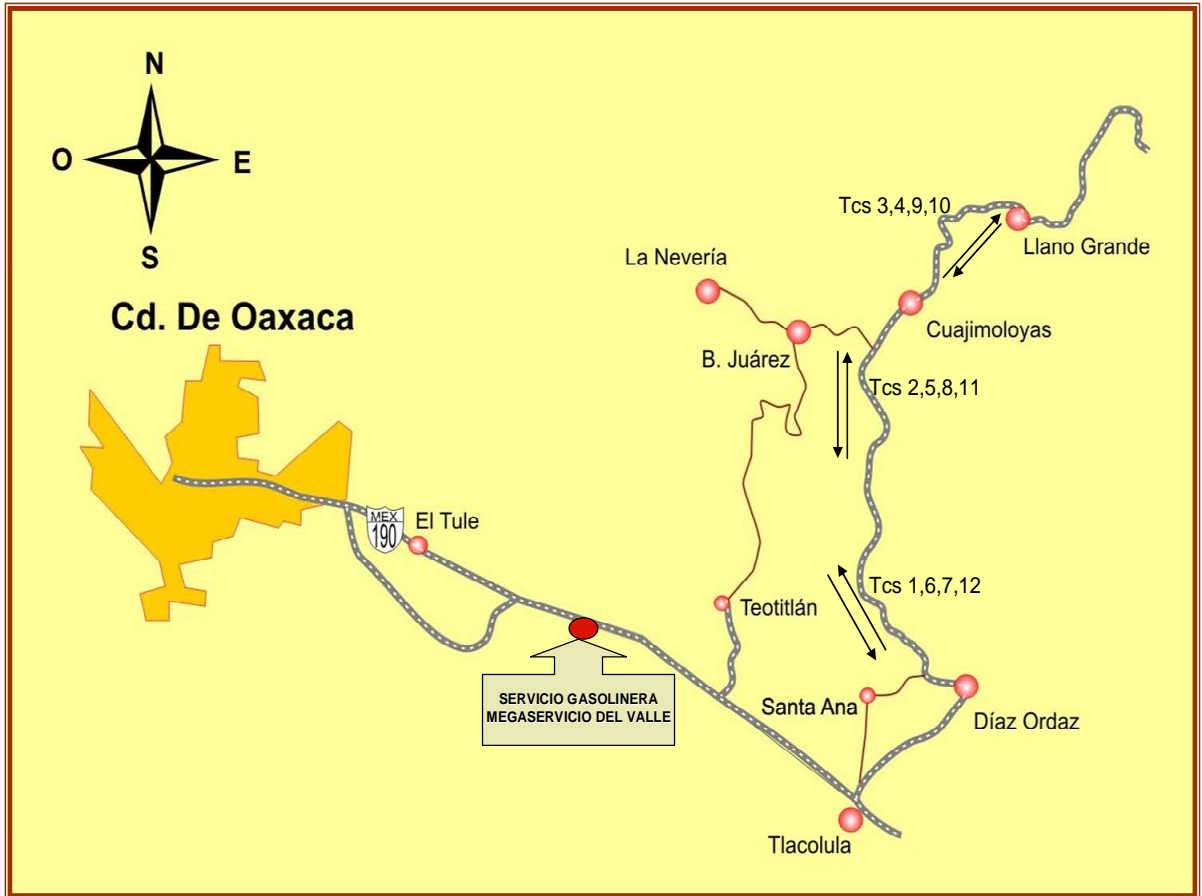 N
O
E
S
Cd. De Oaxaca
Tcs 3,4,9,10
Llano Grande
La Nevería
Cuajimoloyas
B. Juárez
Tcs 2,5,8,11
MEX
190
El Tule
Tcs 1,6,7,12
Teotitlán
SERVICIO GASOLINERA
MEGASERVICIO DEL VALLE
Santa Ana
Díaz Ordaz
Tlacolula